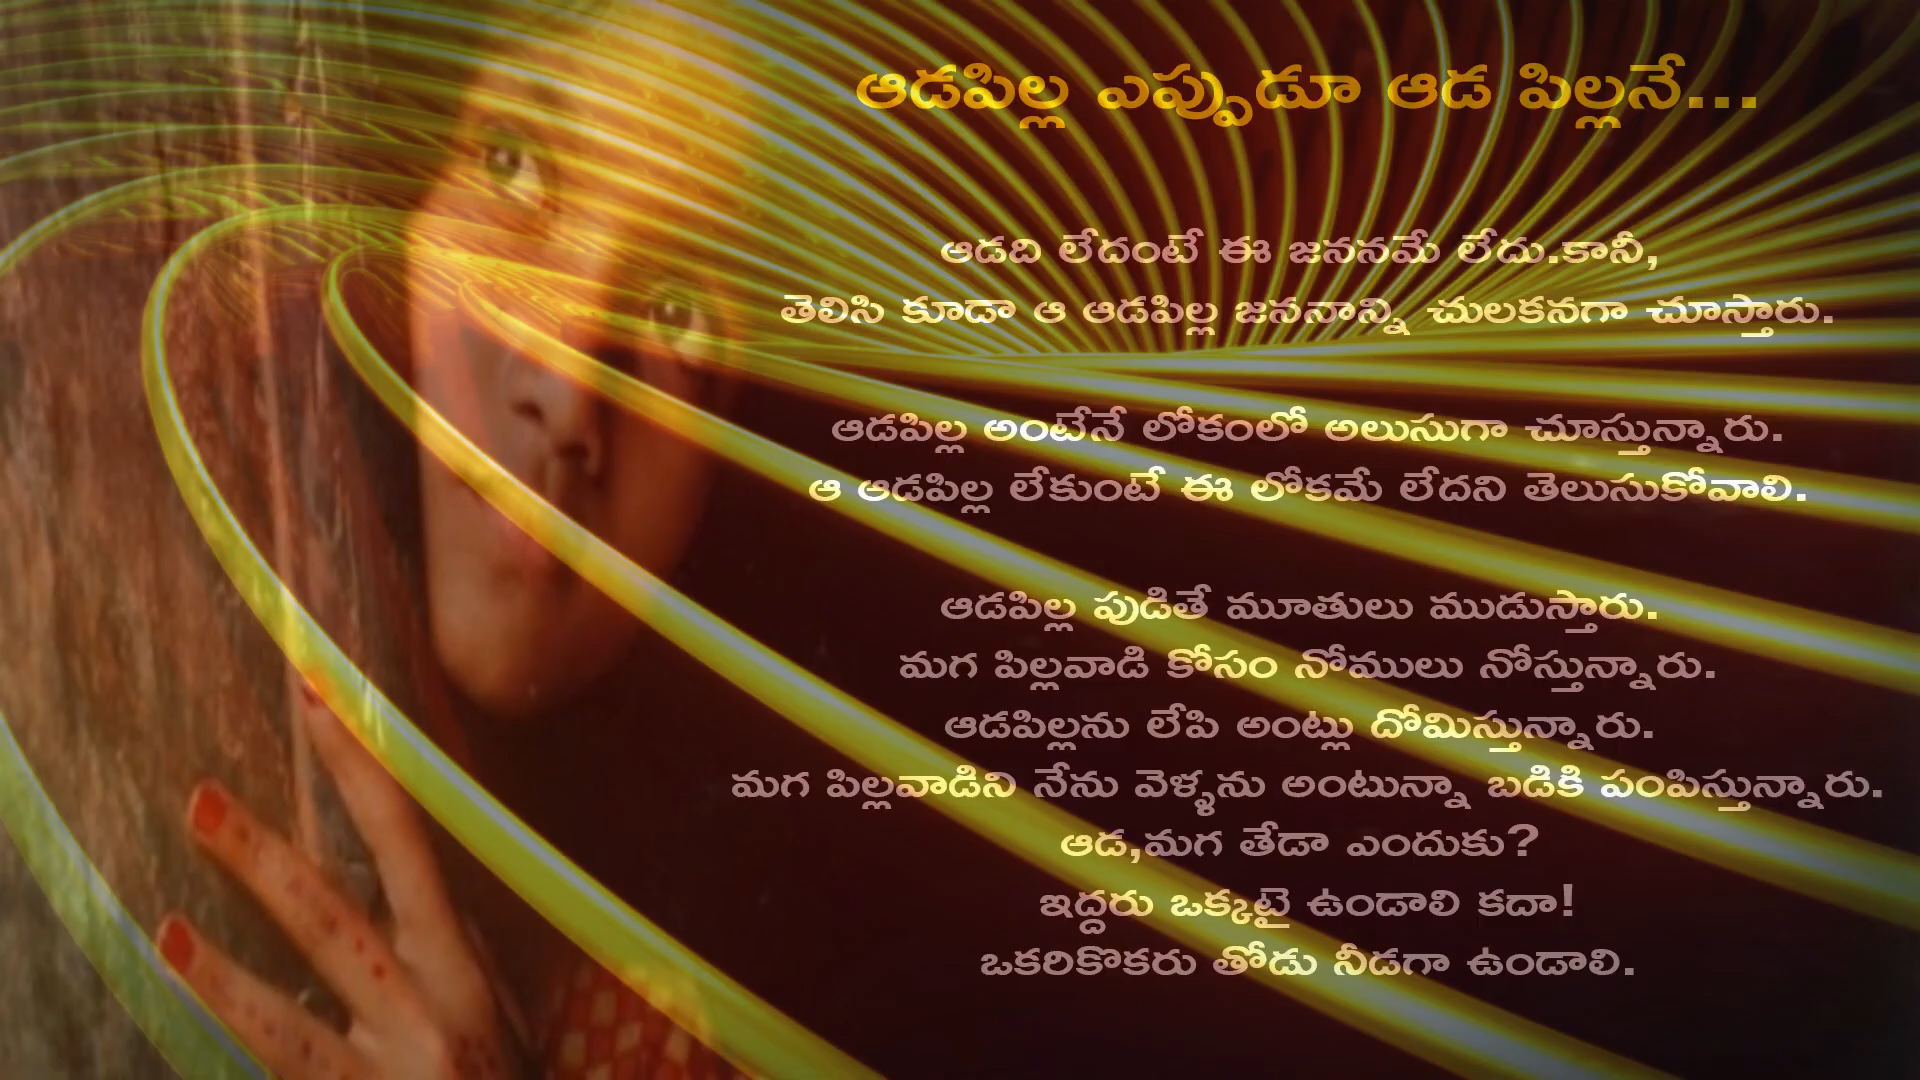 ఆడపిల్ల ఎప్పుడూ ఆడ పిల్లనే...
ఆడది లేదంటే ఈ జననమే లేదు.కానీ,
తెలిసి కూడా ఆ ఆడపిల్ల జననాన్ని చులకనగా చూస్తారు.
ఆడపిల్ల అంటేనే లోకంలో అలుసుగా చూస్తున్నారు.
ఆ ఆడపిల్ల లేకుంటే ఈ లోకమే లేదని తెలుసుకోవాలి.
ఆడపిల్ల పుడితే మూతులు ముడుస్తారు.
మగ పిల్లవాడి కోసం నోములు నోస్తున్నారు.
ఆడపిల్లను లేపి అంట్లు దోమిస్తున్నారు.
మగ పిల్లవాడిని నేను వెళ్ళను అంటున్నా బడికి పంపిస్తున్నారు.
ఆడ,మగ తేడా ఎందుకు?
ఇద్దరు ఒక్కటై ఉండాలి కదా!
ఒకరికొకరు తోడు నీడగా ఉండాలి.